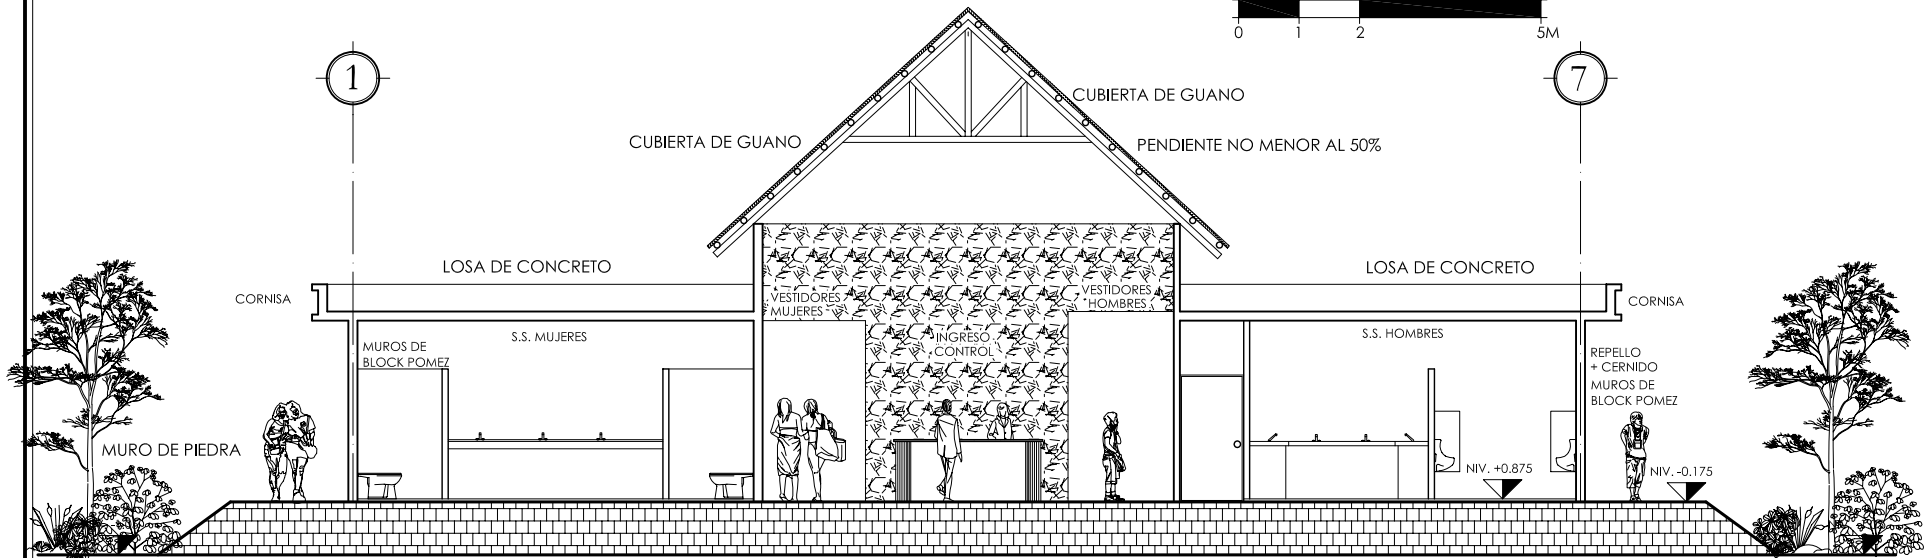 0 1 2 5M
1
7
CUBIERTA DE GUANO
CUBIERTA DE GUANO
PENDIENTE NO MENOR AL 50%
LOSA DE CONCRETO
LOSA DE CONCRETO
CORNISA
VESTIDORES
MUJERES
VESTIDORES
HOMBRES
CORNISA
S.S. MUJERES
INGRESO
CONTROL
S.S. HOMBRES
MUROS DE
BLOCK POMEZ
REPELLO
+ CERNIDO
MUROS DE
BLOCK POMEZ
MURO DE PIEDRA
NIV. +0.875
NIV. -0.175